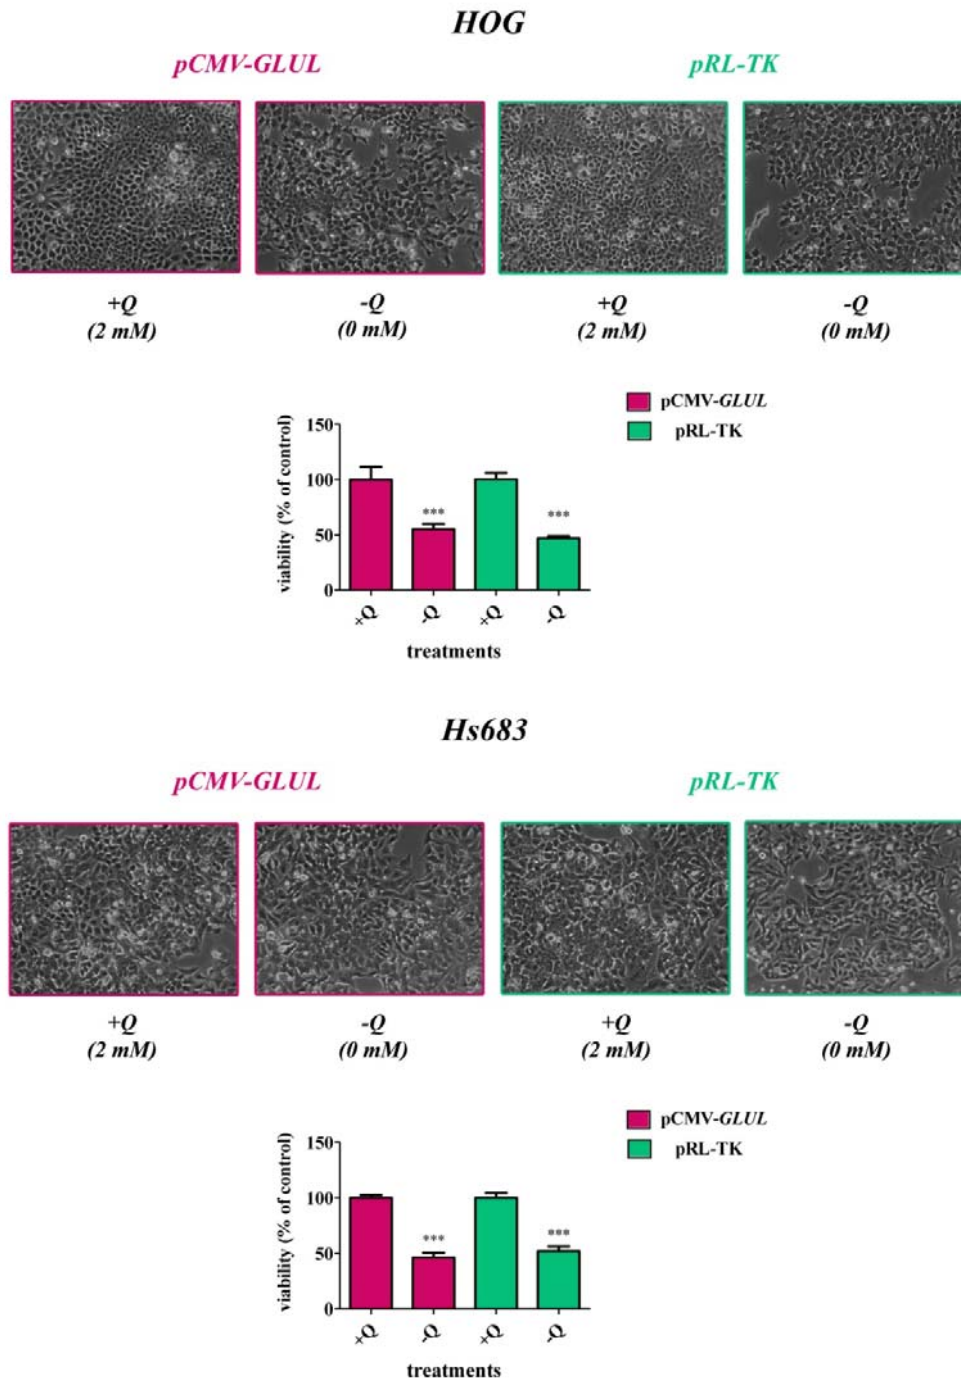 HOG
pCMV-GLUL pRL-TK
+Q -Q +Q -Q
(2 mM) (0 mM) (2 mM) (0 mM)
pCMV-GLUL
pRL-TK
viability (% of control)
150
100
50
0
*** ***
+Q -Q +Q -Q
treatments
Hs683
pCMV-GLUL pRL-TK
+Q -Q +Q -Q
(2 mM) (0 mM) (2 mM) (0 mM)
pCMV-GLUL
pRL-TK
viability (% of control)
150
100
50
0
*** ***
+Q -Q +Q -Q
treatments